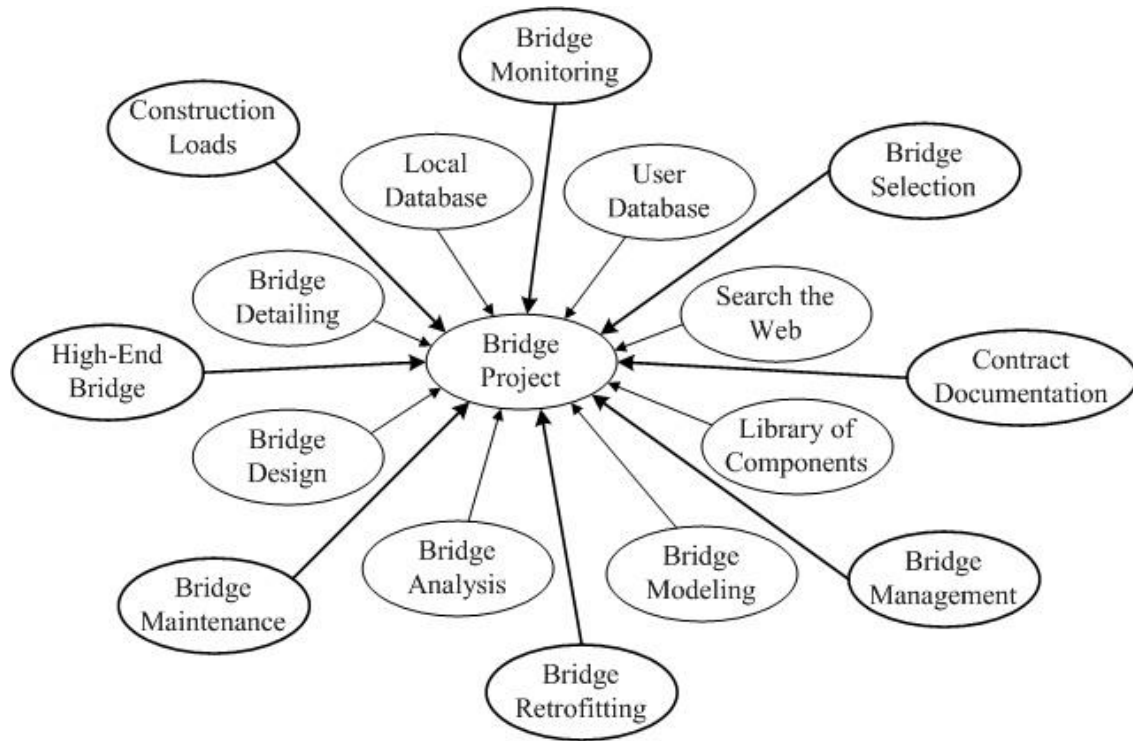 Bridge
Monitoring
Construction
Loads
Local
Database
User
Database
Bridge
Selection
Bridge
Detailing
Search the
Web
High-End
Bridge
Bridge
Project
Contract
Documentation
Bridge
Design
Library of
Components
Bridge
Analysis
Bridge
Modeling
Bridge
Maintenance
Bridge
Management
Bridge
Retrofitting